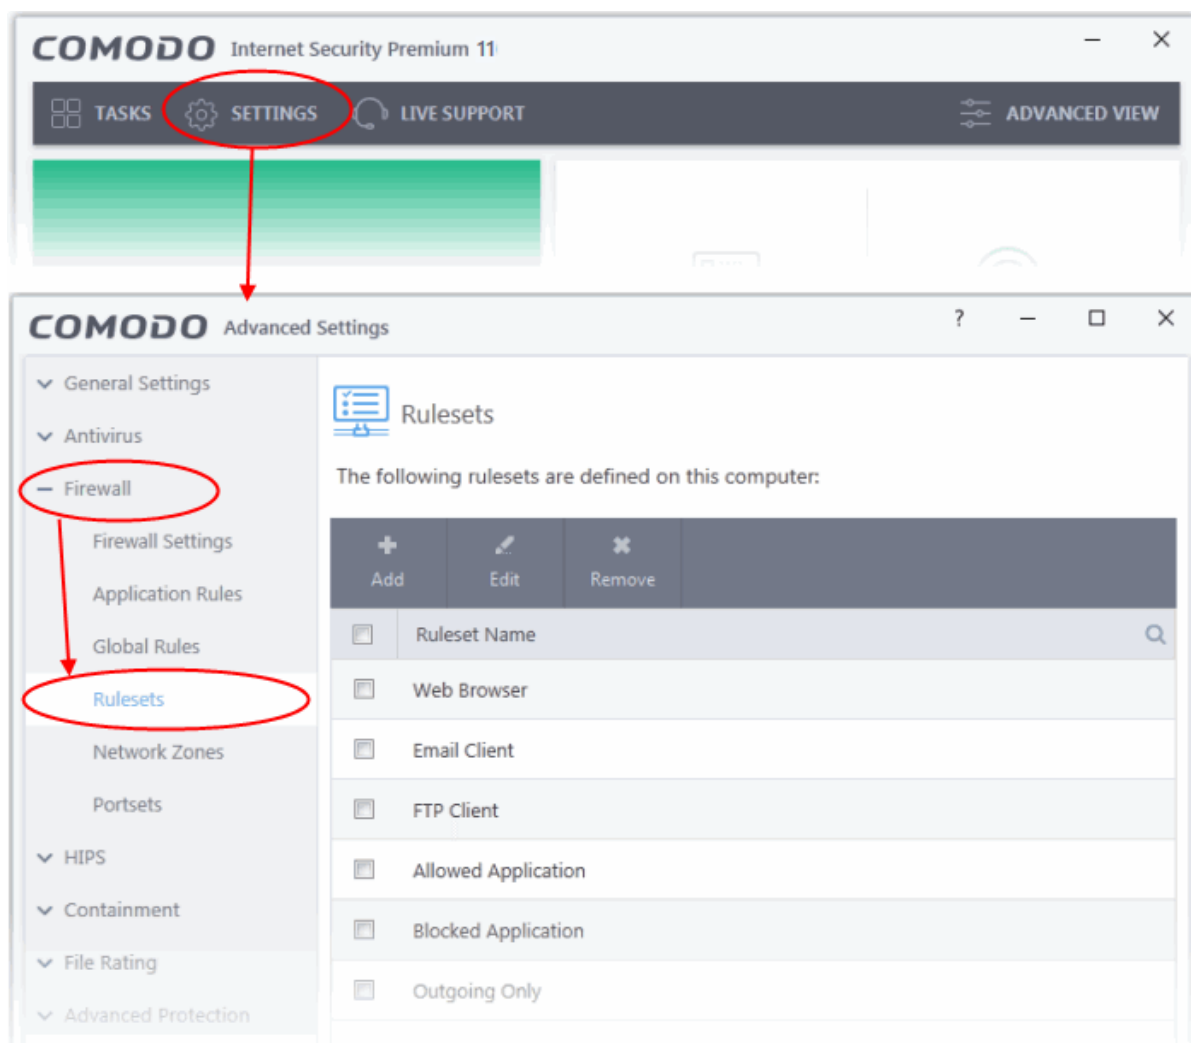 COMODO Internet Security Premium 11
TASKS SETTINGS LIVE SUPPORT ADVANCED VIEW
COMODO Advanced Settings ?
General Settings
Antivirus
Firewall
Firewall Settings
Application Rules
Global Rules
Rulesets
Network Zones
Portsets
HIPS
Containment
File Rating
Advanced Protection
Rulesets
The following rulesets are defined on this computer:
Add Edit Remove
Ruleset Name
Web Browser
Email Client
FTP Client
Allowed Application
Blocked Application
Outgoing Only